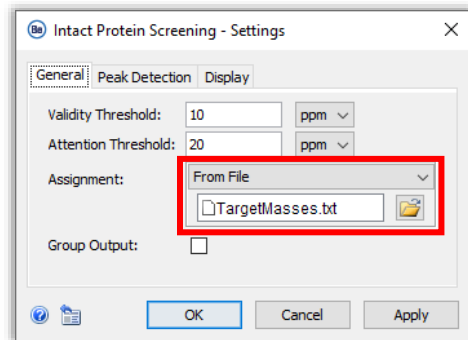 Be Intact Protein Screening - Settings
General Peak Detection Display
Validity Threshold: 10 ppm
Attention Threshold: 20 ppm
Assignment: From File
TargetMasses.txt
Group Output:
OK Cancel Apply